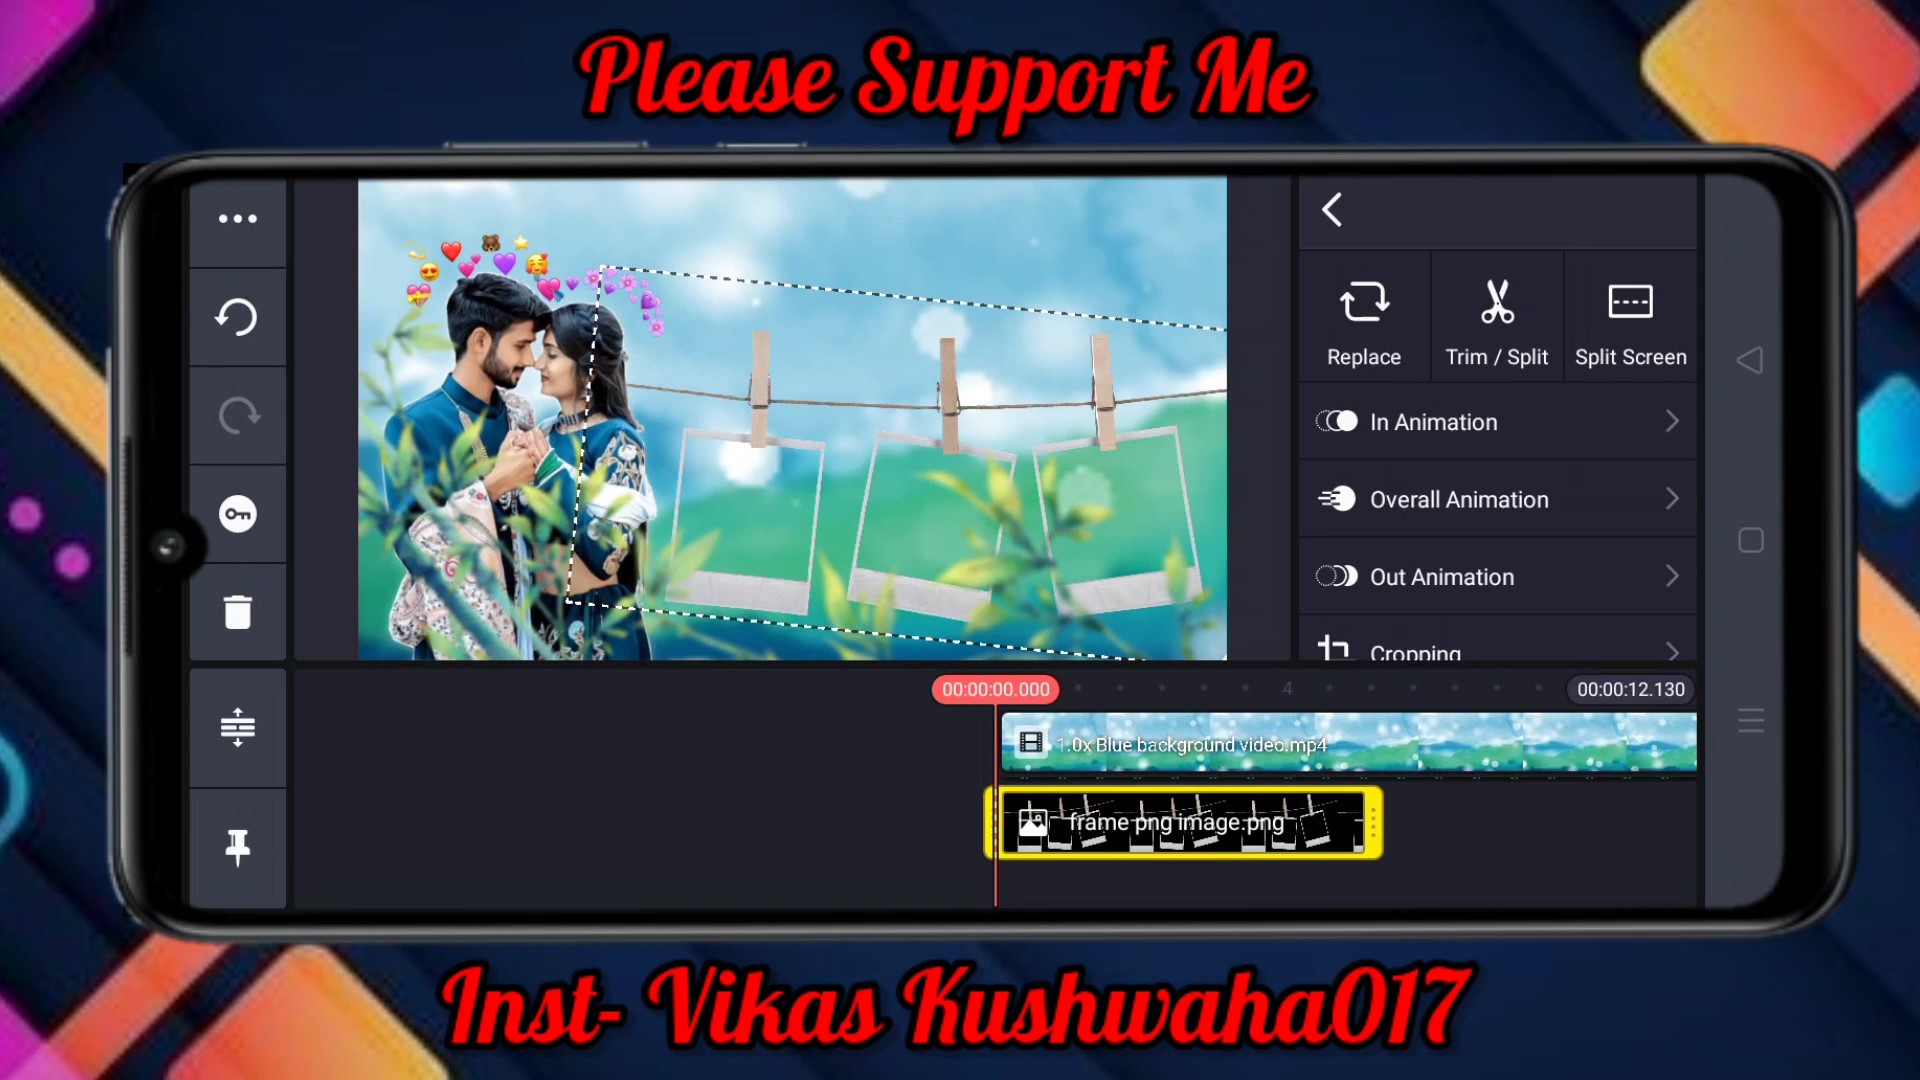 Please Support Me
Replace
Trim / Split
Split Screen
In Animation
Overall Animation
Out Animation
Cropping
00:00:00.000
4
00:00:12.130
1.0x Blue background video.mp4
frame png image.png
Inst- Vikas Kushwaha017